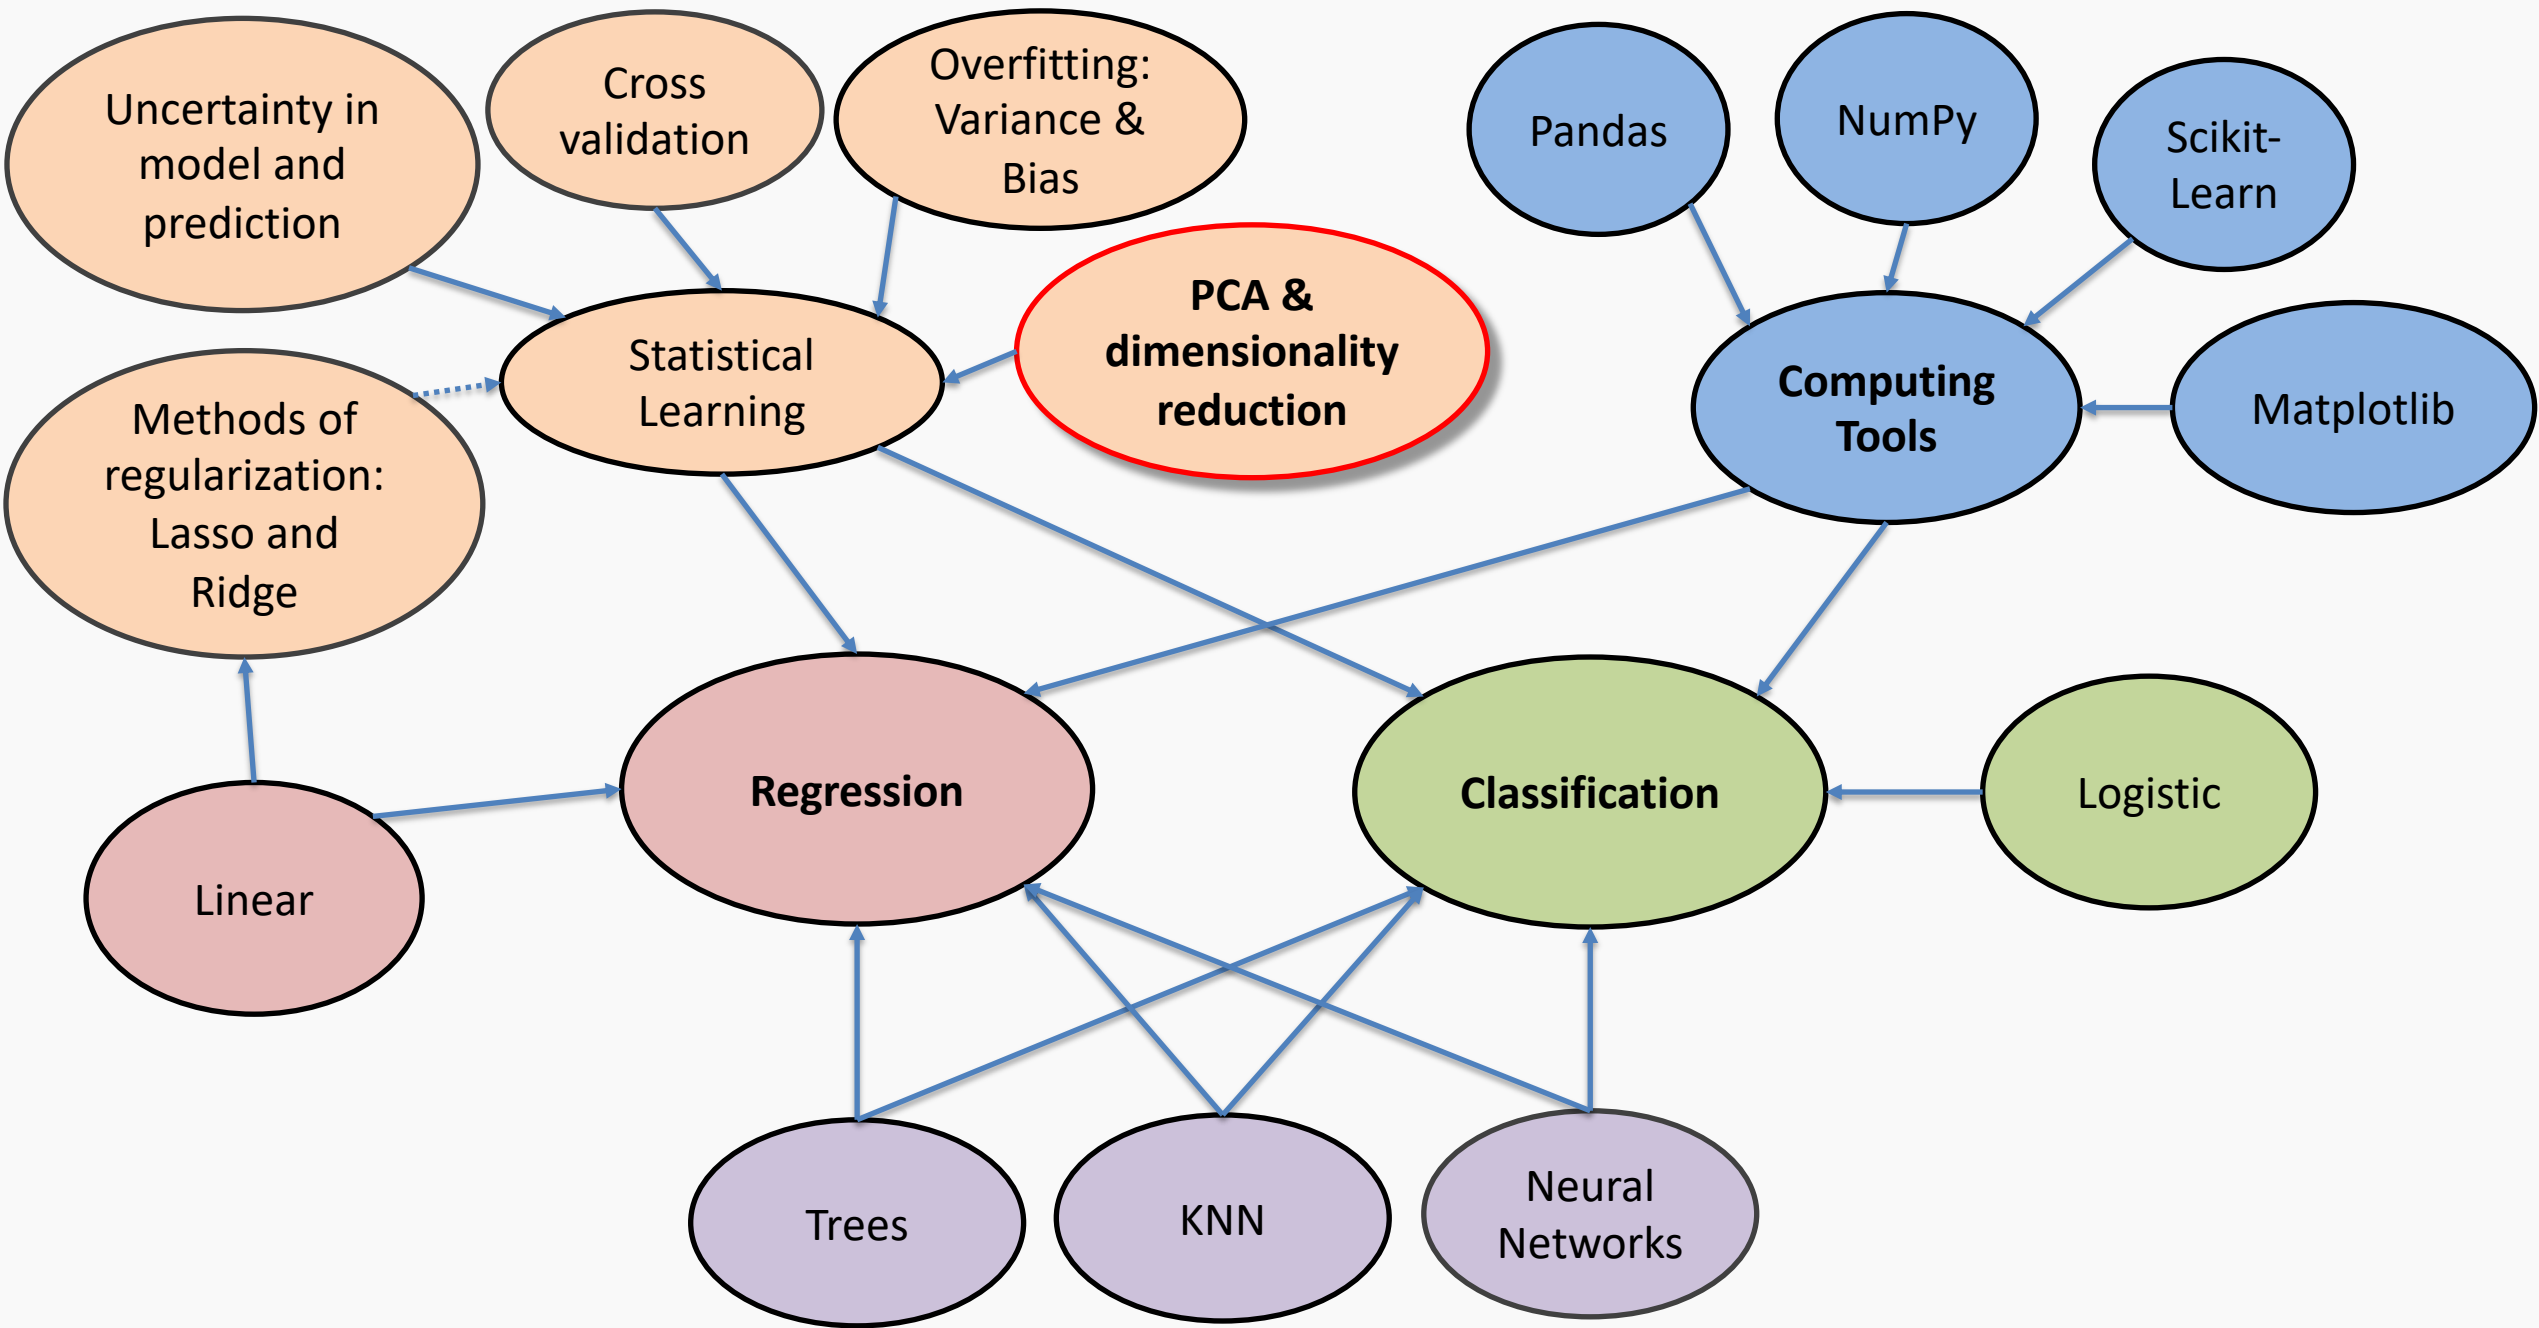 Uncertainty in
model and
prediction
Cross
validation
Overfitting:
Variance &
Bias
Pandas
NumPy
Scikit-
Learn
PCA &
dimensionality
reduction
Statistical
Learning
Computing
Tools
Matplotlib
Methods of
regularization:
Lasso and
Ridge
Regression
Classification
Logistic
Linear
Trees
KNN
Neural
Networks